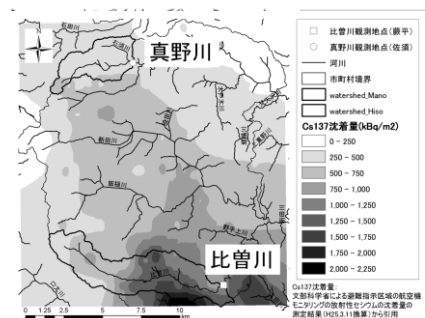 N
真野川
比曽川
新田川
飯樋川
0 1.25 2.5 5 7.5 10 km
比曽川観測地点(蕨平)
真野川観測地点(佐須)
河川
市町村境界
watershed_Mano
watershed_Hiso
Cs137沈着量(kBq/m2)
0 - 250
250 - 500
500 - 750
750 - 1,000
1,000 - 1,250
1,250 - 1,500
1,500 - 1,750
1,750 - 2,000
2,000 - 2,250
Cs137沈着量:
文部科学省による避難指示区域の航空機
モニタリングの放射性セシウムの沈着量の
測定結果(H25.3.11換算)から引用